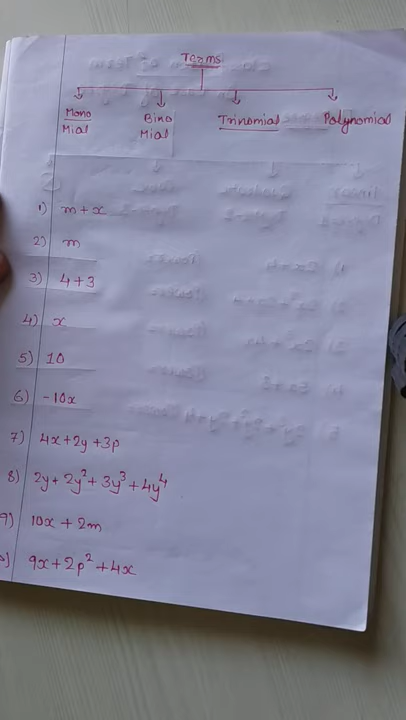 Terms
Mono Mial
Bino Mial
Trinomial
Polynomial
1) m + x
2) m
3) 4 + 3
4) x
5) 10
6) -10x
7) 4x + 2y + 3p
8) 2y + 2y² + 3y³ + 4y⁴
9) 10x + 2m
9x + 2p² + 4x